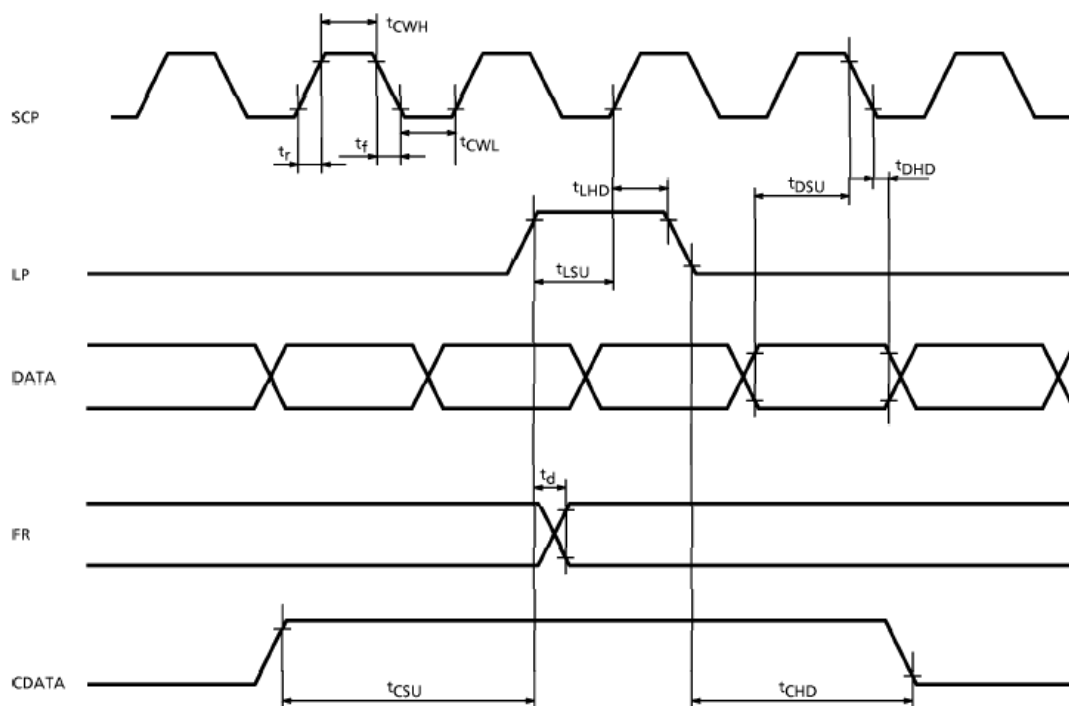 tCWH
SCP
tr
tf
tCWL
tLHD
tDSU
tDHD
LP
tLSU
DATA
td
FR
CDATA
tCSU
tCHD